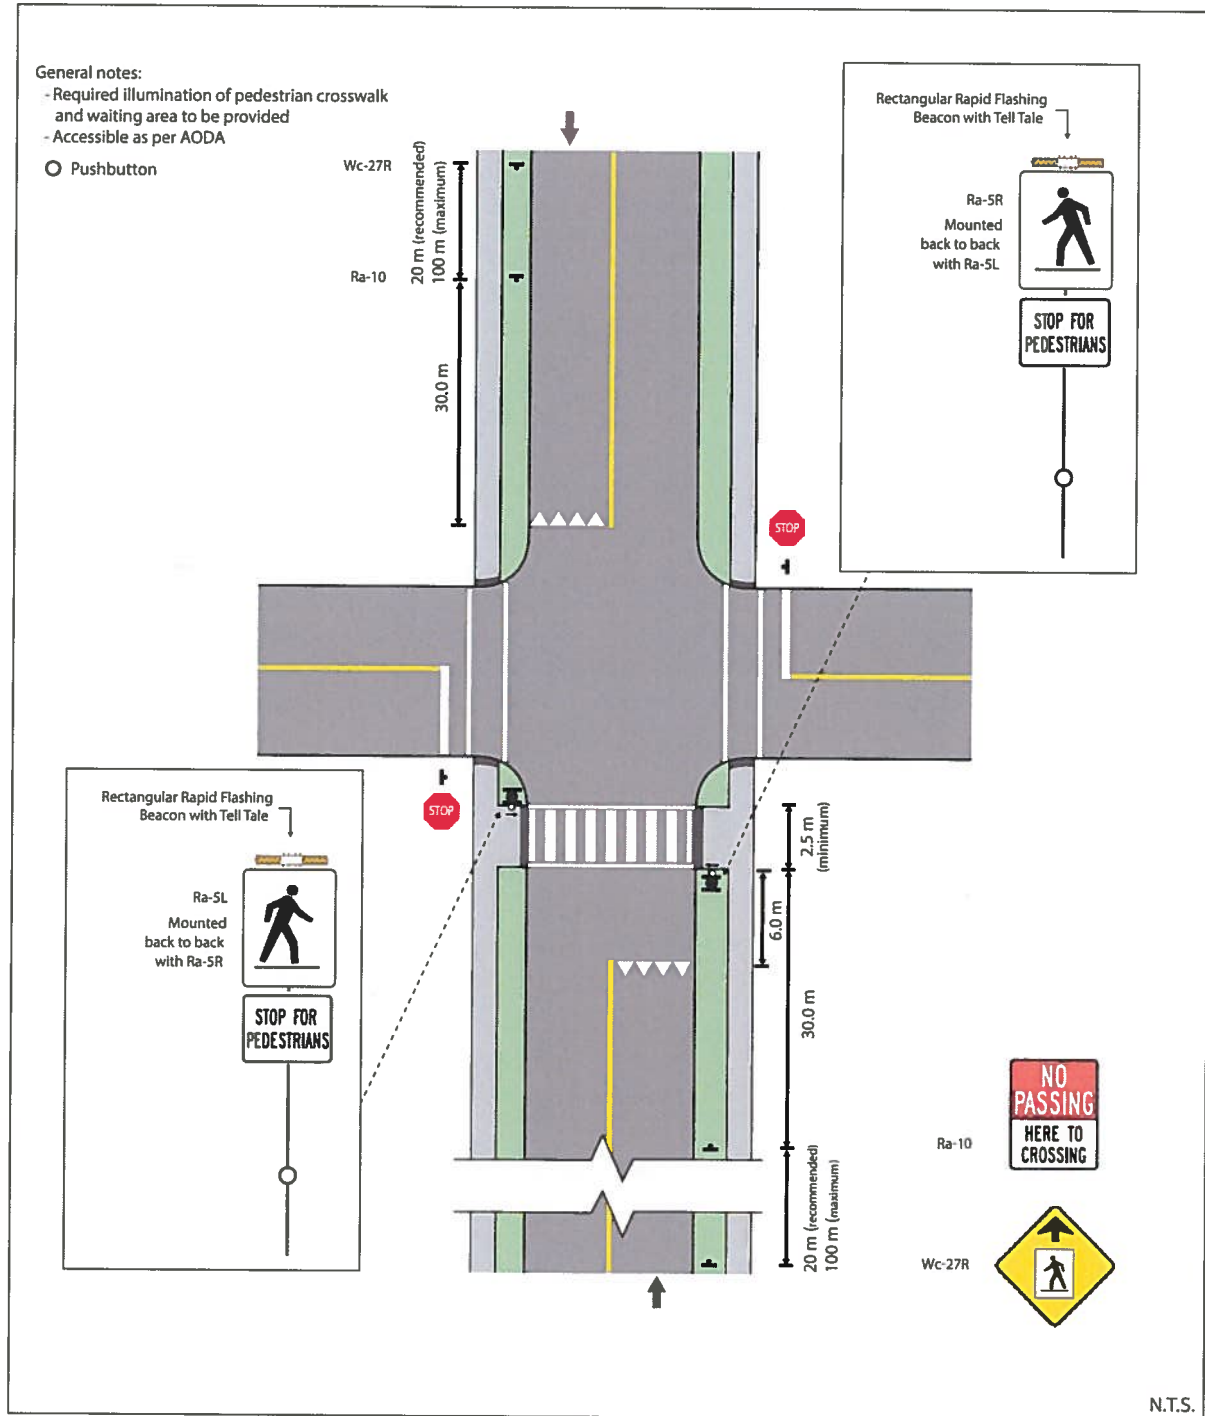 General notes:
- Required illumination of pedestrian crosswalk
and waiting area to be provided
- Accessible as per AODA
Pushbutton
Wc-27R
20 m (recommended)
100 m (maximum)
Ra-10
30.0 m
Rectangular Rapid Flashing
Beacon with Tell Tale
Ra-5R
Mounted
back to back
with Ra-5L
STOP FOR
PEDESTRIANS
STOP
STOP
Rectangular Rapid Flashing
Beacon with Tell Tale
Ra-5L
Mounted
back to back
with Ra-5R
STOP FOR
PEDESTRIANS
2.5 m
(minimum)
6.0 m
30.0 m
20 m (recommended)
100 m (maximum)
Ra-10
NO
PASSING
HERE TO
CROSSING
Wc-27R
N.T.S.